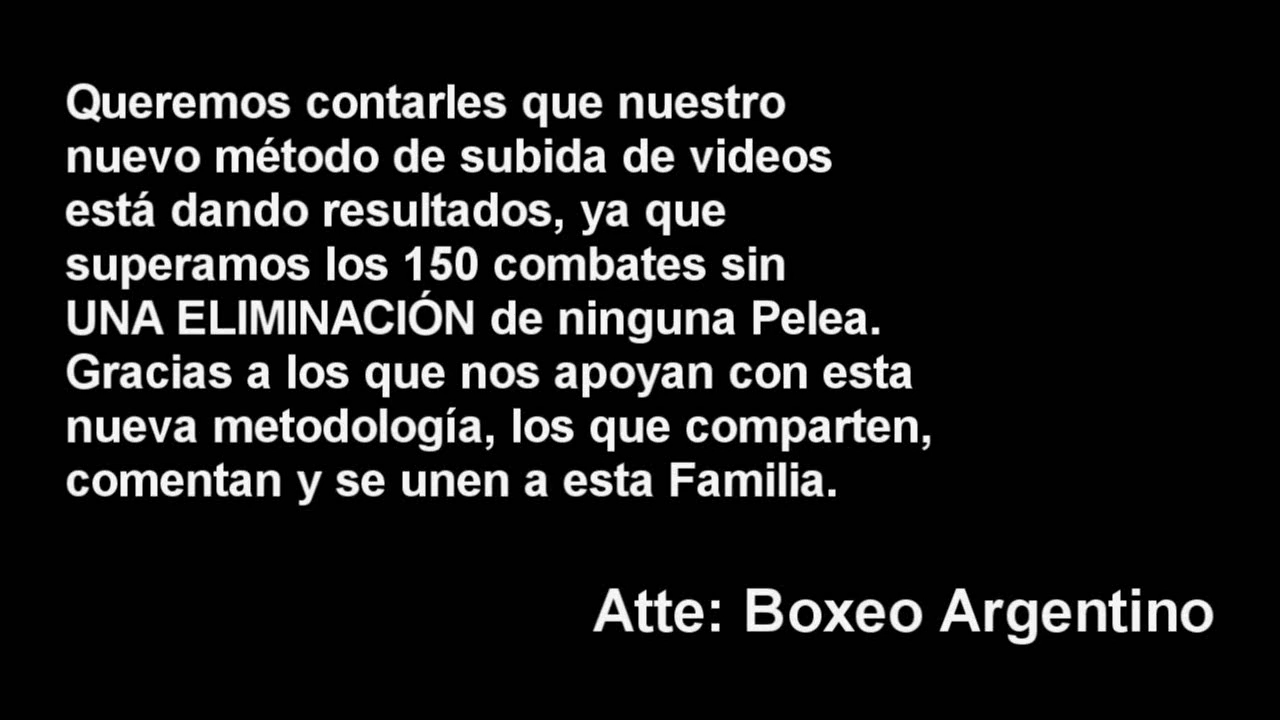 Queremos contarles que nuestro
nuevo método de subida de videos
está dando resultados, ya que
superamos los 150 combates sin
UNA ELIMINACIÓN de ninguna Pelea.
Gracias a los que nos apoyan con esta
nueva metodología, los que comparten,
comentan y se unen a esta Familia.
Atte: Boxeo Argentino